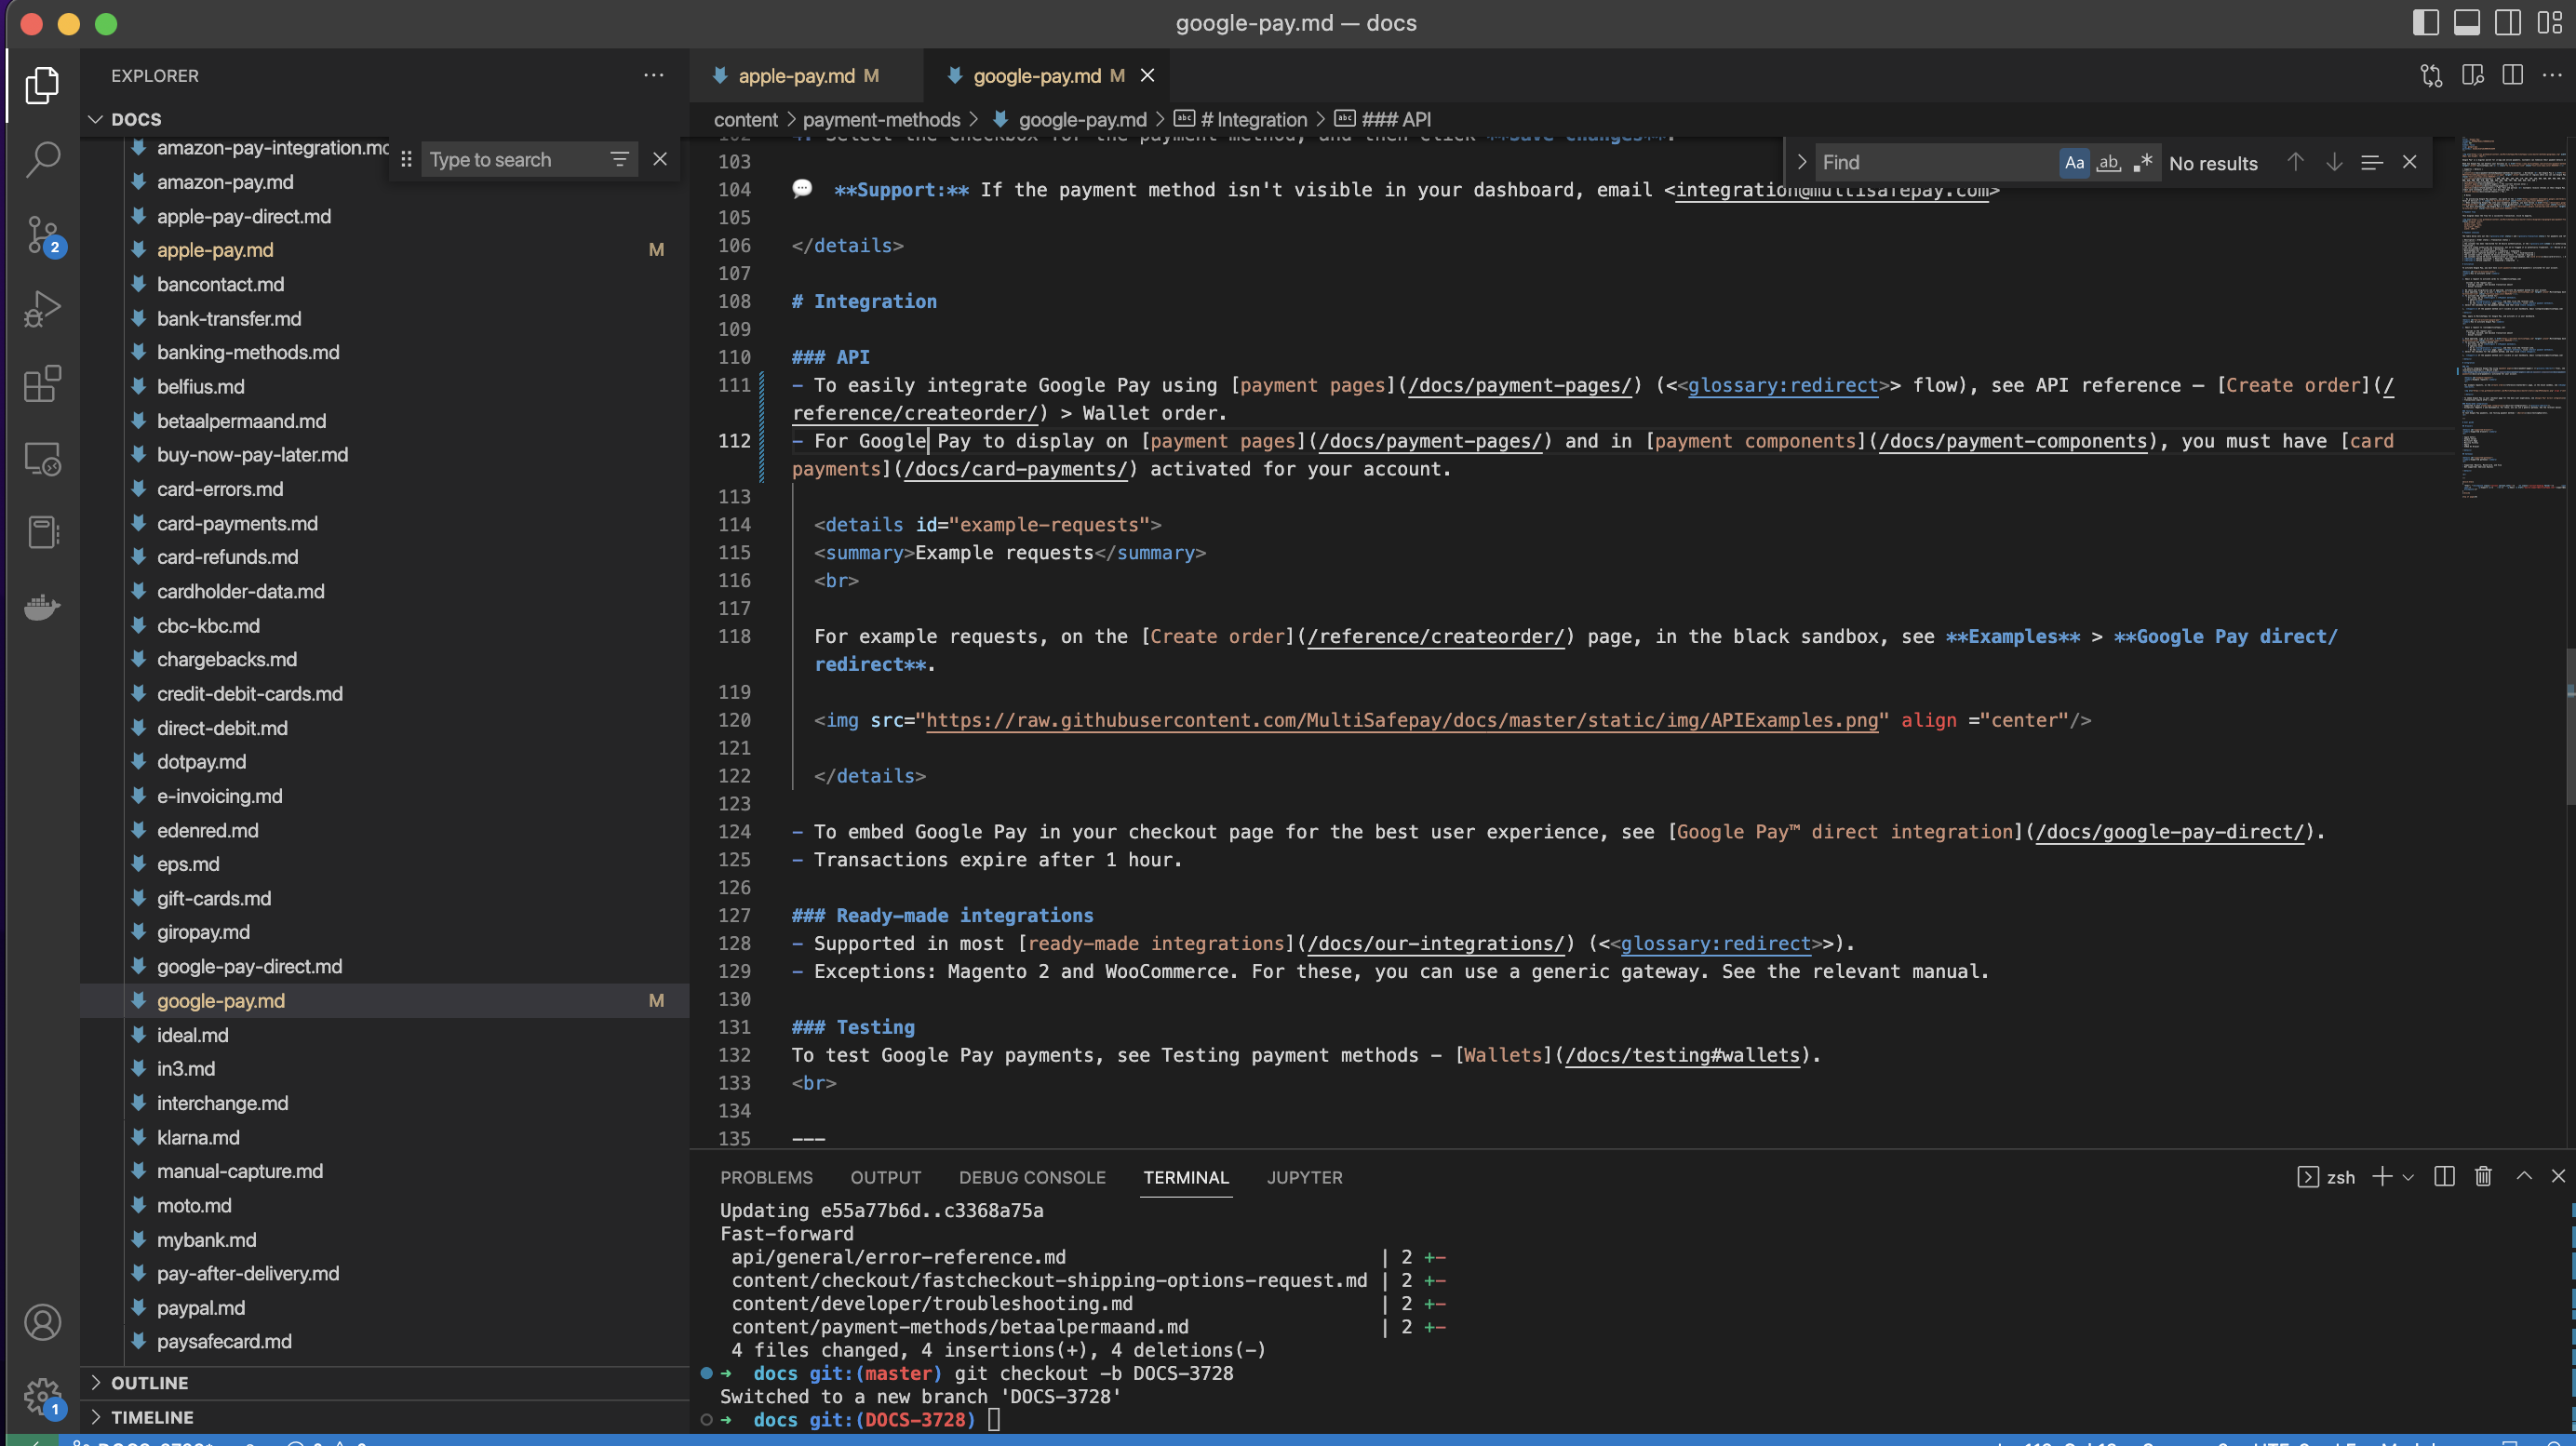 google-pay.md — docs
EXPLORER
DOCS
amazon-pay-integration.md
Type to search
amazon-pay.md
apple-pay-direct.md
apple-pay.md M
bancontact.md
bank-transfer.md
banking-methods.md
belfius.md
betaalpermaand.md
buy-now-pay-later.md
card-errors.md
card-payments.md
card-refunds.md
cardholder-data.md
cbc-kbc.md
chargebacks.md
credit-debit-cards.md
direct-debit.md
dotpay.md
e-invoicing.md
edenred.md
eps.md
gift-cards.md
giropay.md
google-pay-direct.md
google-pay.md M
ideal.md
in3.md
interchange.md
klarna.md
manual-capture.md
moto.md
mybank.md
pay-after-delivery.md
paypal.md
paysafecard.md
OUTLINE
TIMELINE
2
1
apple-pay.md M
google-pay.md M
content > payment-methods > google-pay.md > # Integration > ### API
Find
Aa ab .*
No results
102 4. Select the checkbox for the payment method, and then click **Save changes**.
103
104 💬 **Support:** If the payment method isn't visible in your dashboard, email <integration@multisafepay.com>
105
106 </details>
107
108 # Integration
109
110 ### API
111 - To easily integrate Google Pay using [payment pages](/docs/payment-pages/) (<<glossary:redirect>> flow), see API reference – [Create order](/
reference/createorder/) > Wallet order.
112 - For Google Pay to display on [payment pages](/docs/payment-pages/) and in [payment components](/docs/payment-components), you must have [card
payments](/docs/card-payments/) activated for your account.
113
114 <details id="example-requests">
115 <summary>Example requests</summary>
116 <br>
117
118 For example requests, on the [Create order](/reference/createorder/) page, in the black sandbox, see **Examples** > **Google Pay direct/
redirect**.
119
120 <img src="https://raw.githubusercontent.com/MultiSafepay/docs/master/static/img/APIExamples.png" align ="center"/>
121
122 </details>
123
124 - To embed Google Pay in your checkout page for the best user experience, see [Google Pay™ direct integration](/docs/google-pay-direct/).
125 - Transactions expire after 1 hour.
126
127 ### Ready-made integrations
128 - Supported in most [ready-made integrations](/docs/our-integrations/) (<<glossary:redirect>>).
129 - Exceptions: Magento 2 and WooCommerce. For these, you can use a generic gateway. See the relevant manual.
130
131 ### Testing
132 To test Google Pay payments, see Testing payment methods – [Wallets](/docs/testing#wallets).
133 <br>
134
135 ---
PROBLEMS OUTPUT DEBUG CONSOLE TERMINAL JUPYTER
zsh
Updating e55a77b6d..c3368a75a
Fast-forward
api/general/error-reference.md | 2 +-
content/checkout/fastcheckout-shipping-options-request.md | 2 +-
content/developer/troubleshooting.md | 2 +-
content/payment-methods/betaalpermaand.md | 2 +-
4 files changed, 4 insertions(+), 4 deletions(-)
➜ docs git:(master) git checkout -b DOCS-3728
Switched to a new branch 'DOCS-3728'
➜ docs git:(DOCS-3728)